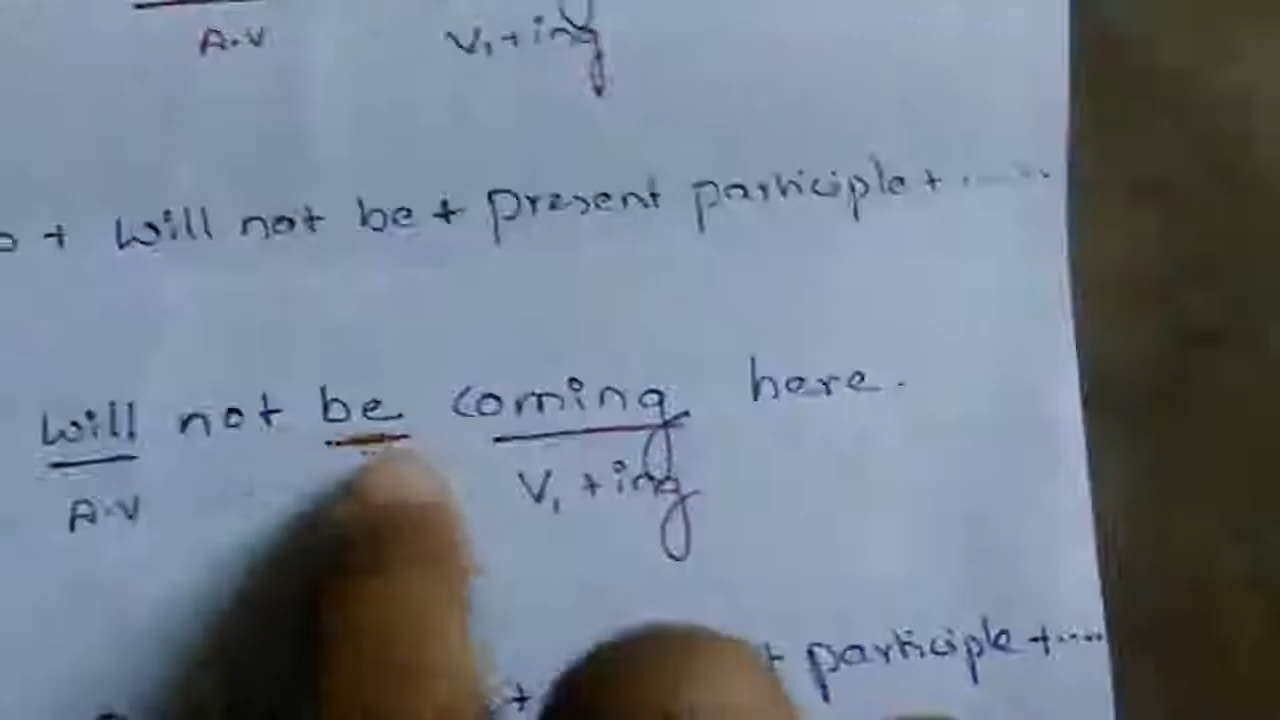 A.V V₁+ing
+ will not be + present participle + ......
will not be coming here.
A.V V₁+ing
+ + participle + .....